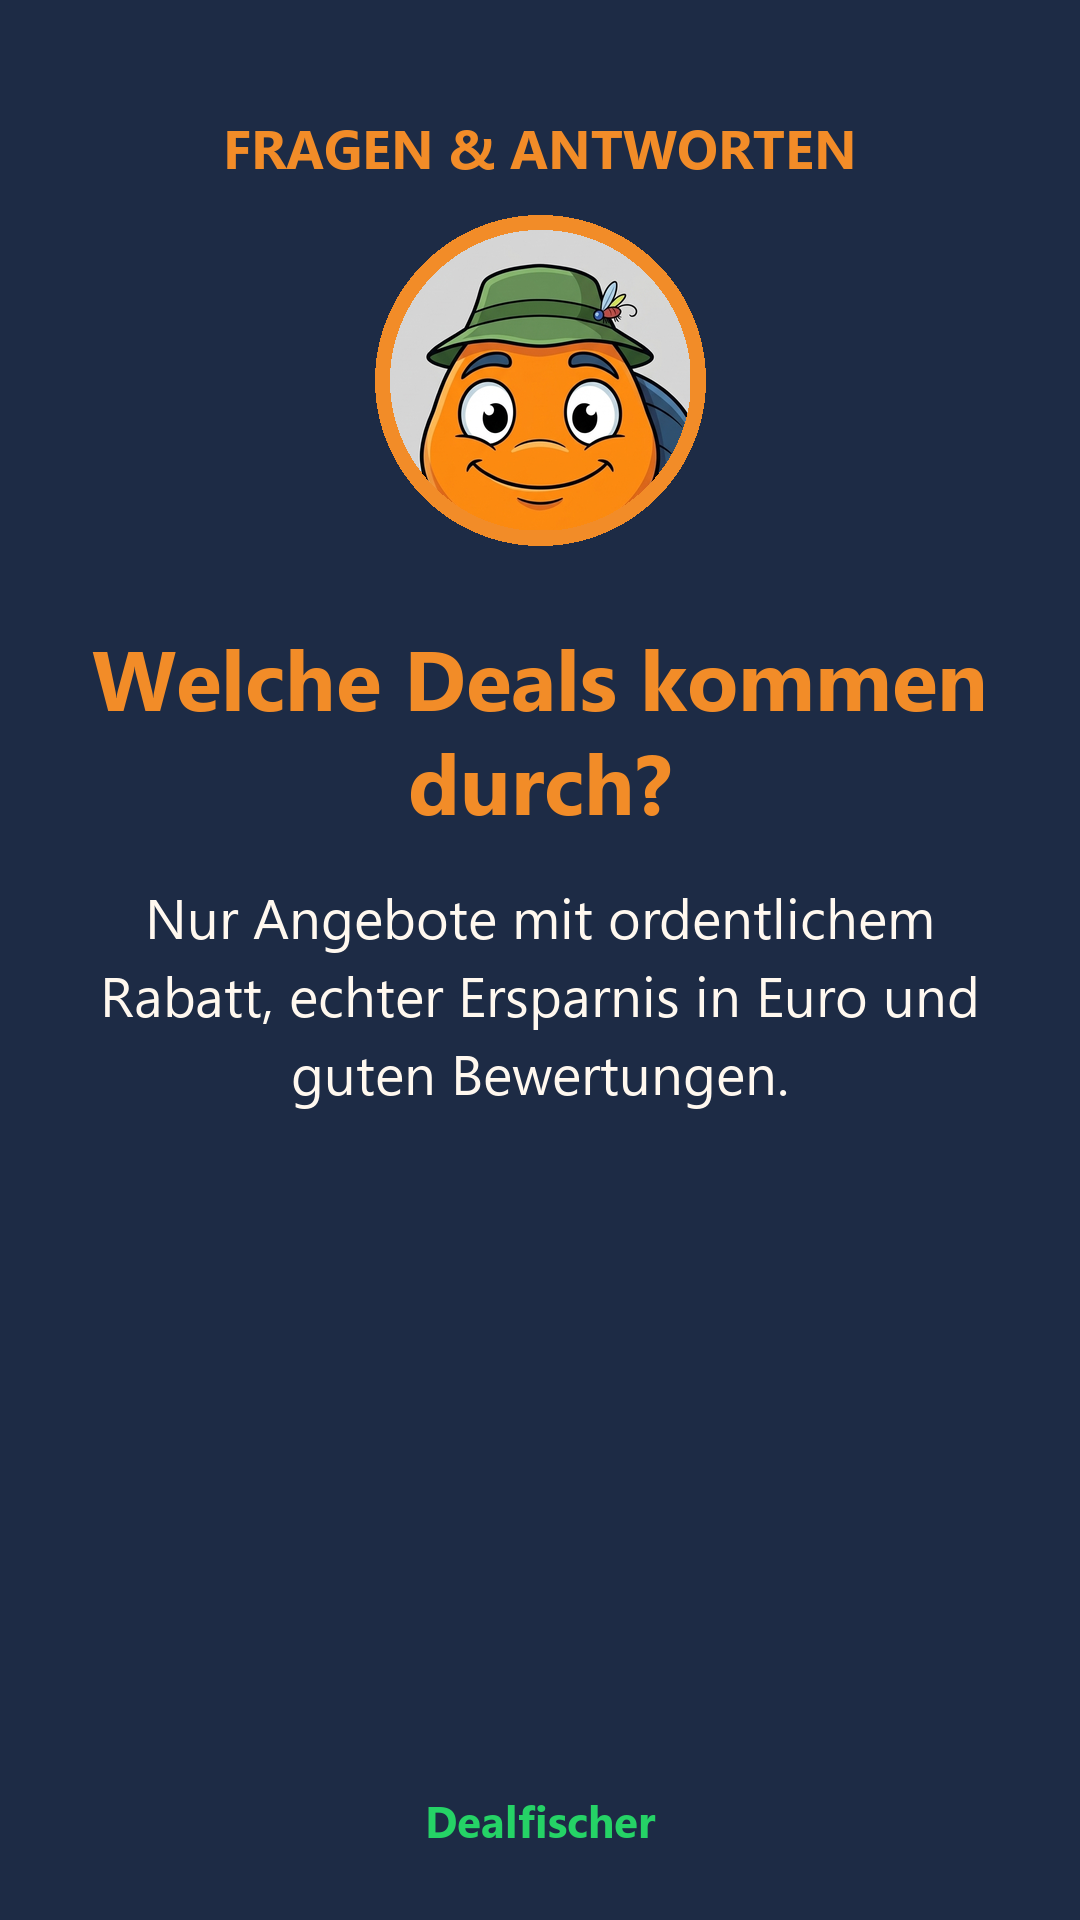 FRAGEN & ANTWORTEN
Welche Deals kommen
durch?
Nur Angebote mit ordentlichem
Rabatt, echter Ersparnis in Euro und
guten Bewertungen.
Dealfischer